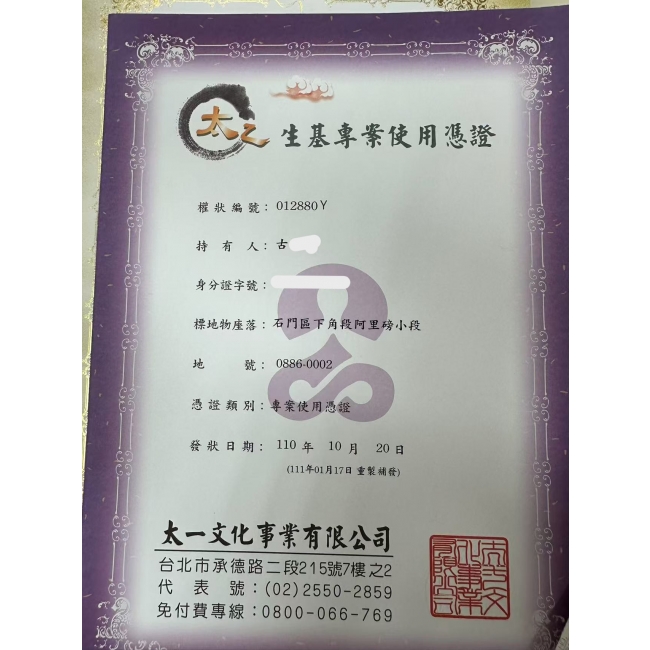 太乙 生基專案使用憑證
權狀編號：012880Y
持有人：古
身分證字號：
標地物座落：石門區下角段阿里磅小段
地號：0886-0002
憑證類別：專案使用憑證
發狀日期：110 年 10 月 20 日
(111年01月17日 重製補發)
太一文化事業有限公司
台北市承德路二段215號7樓之2
代表號：(02)2550-2859
免付費專線：0800-066-769